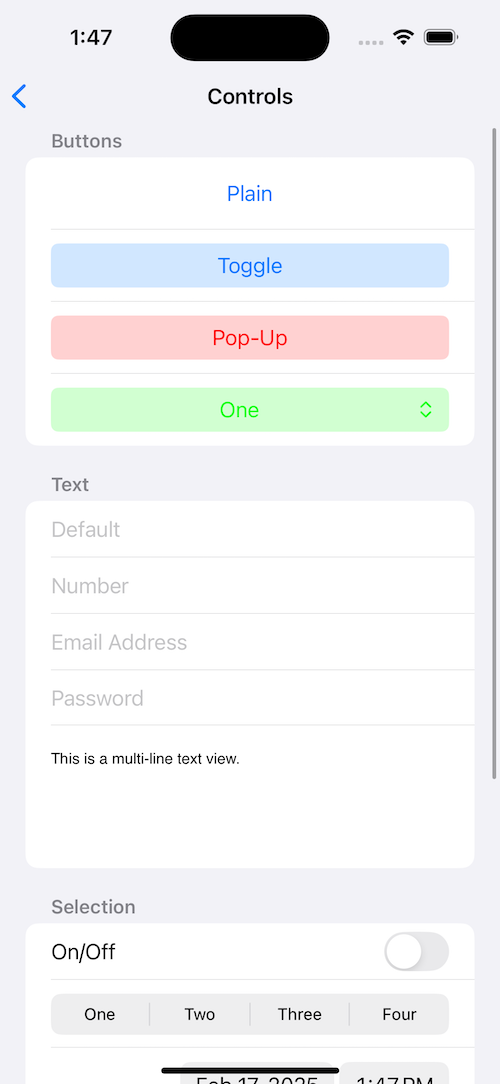 1:47
Controls
Buttons
Plain
Toggle
Pop-Up
One
Text
Default
Number
Email Address
Password
This is a multi-line text view.
Selection
On/Off
One Two Three Four
Feb 17, 2025 1:47 PM